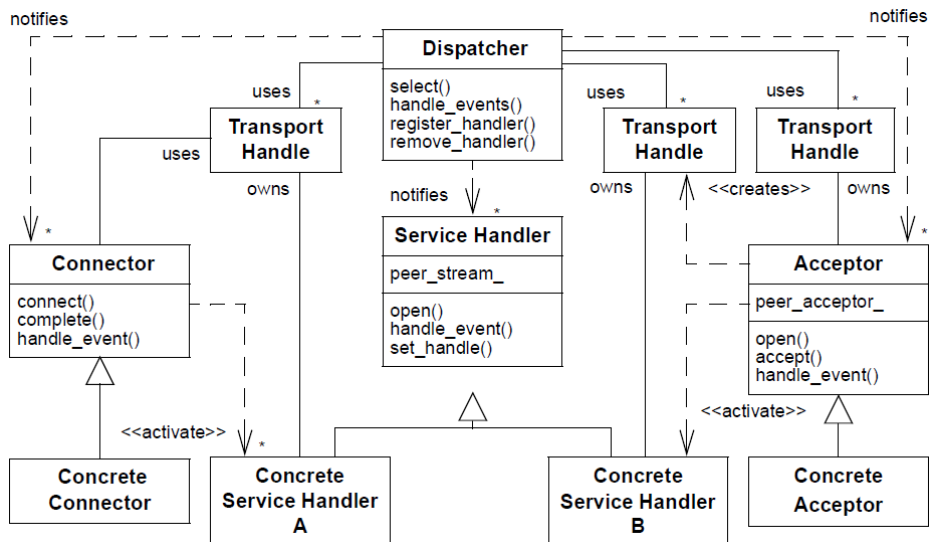 notifies
notifies
Dispatcher
select()
handle_events()
register_handler()
remove_handler()
uses
*
uses
*
uses
*
Transport
Handle
Transport
Handle
Transport
Handle
uses
owns
notifies
owns
<<creates>>
owns
*
*
*
Connector
connect()
complete()
handle_event()
Service Handler
peer_stream_
open()
handle_event()
set_handle()
Acceptor
peer_acceptor_
open()
accept()
handle_event()
<<activate>>
*
<<activate>>
Concrete
Connector
Concrete
Service Handler
A
Concrete
Service Handler
B
Concrete
Acceptor